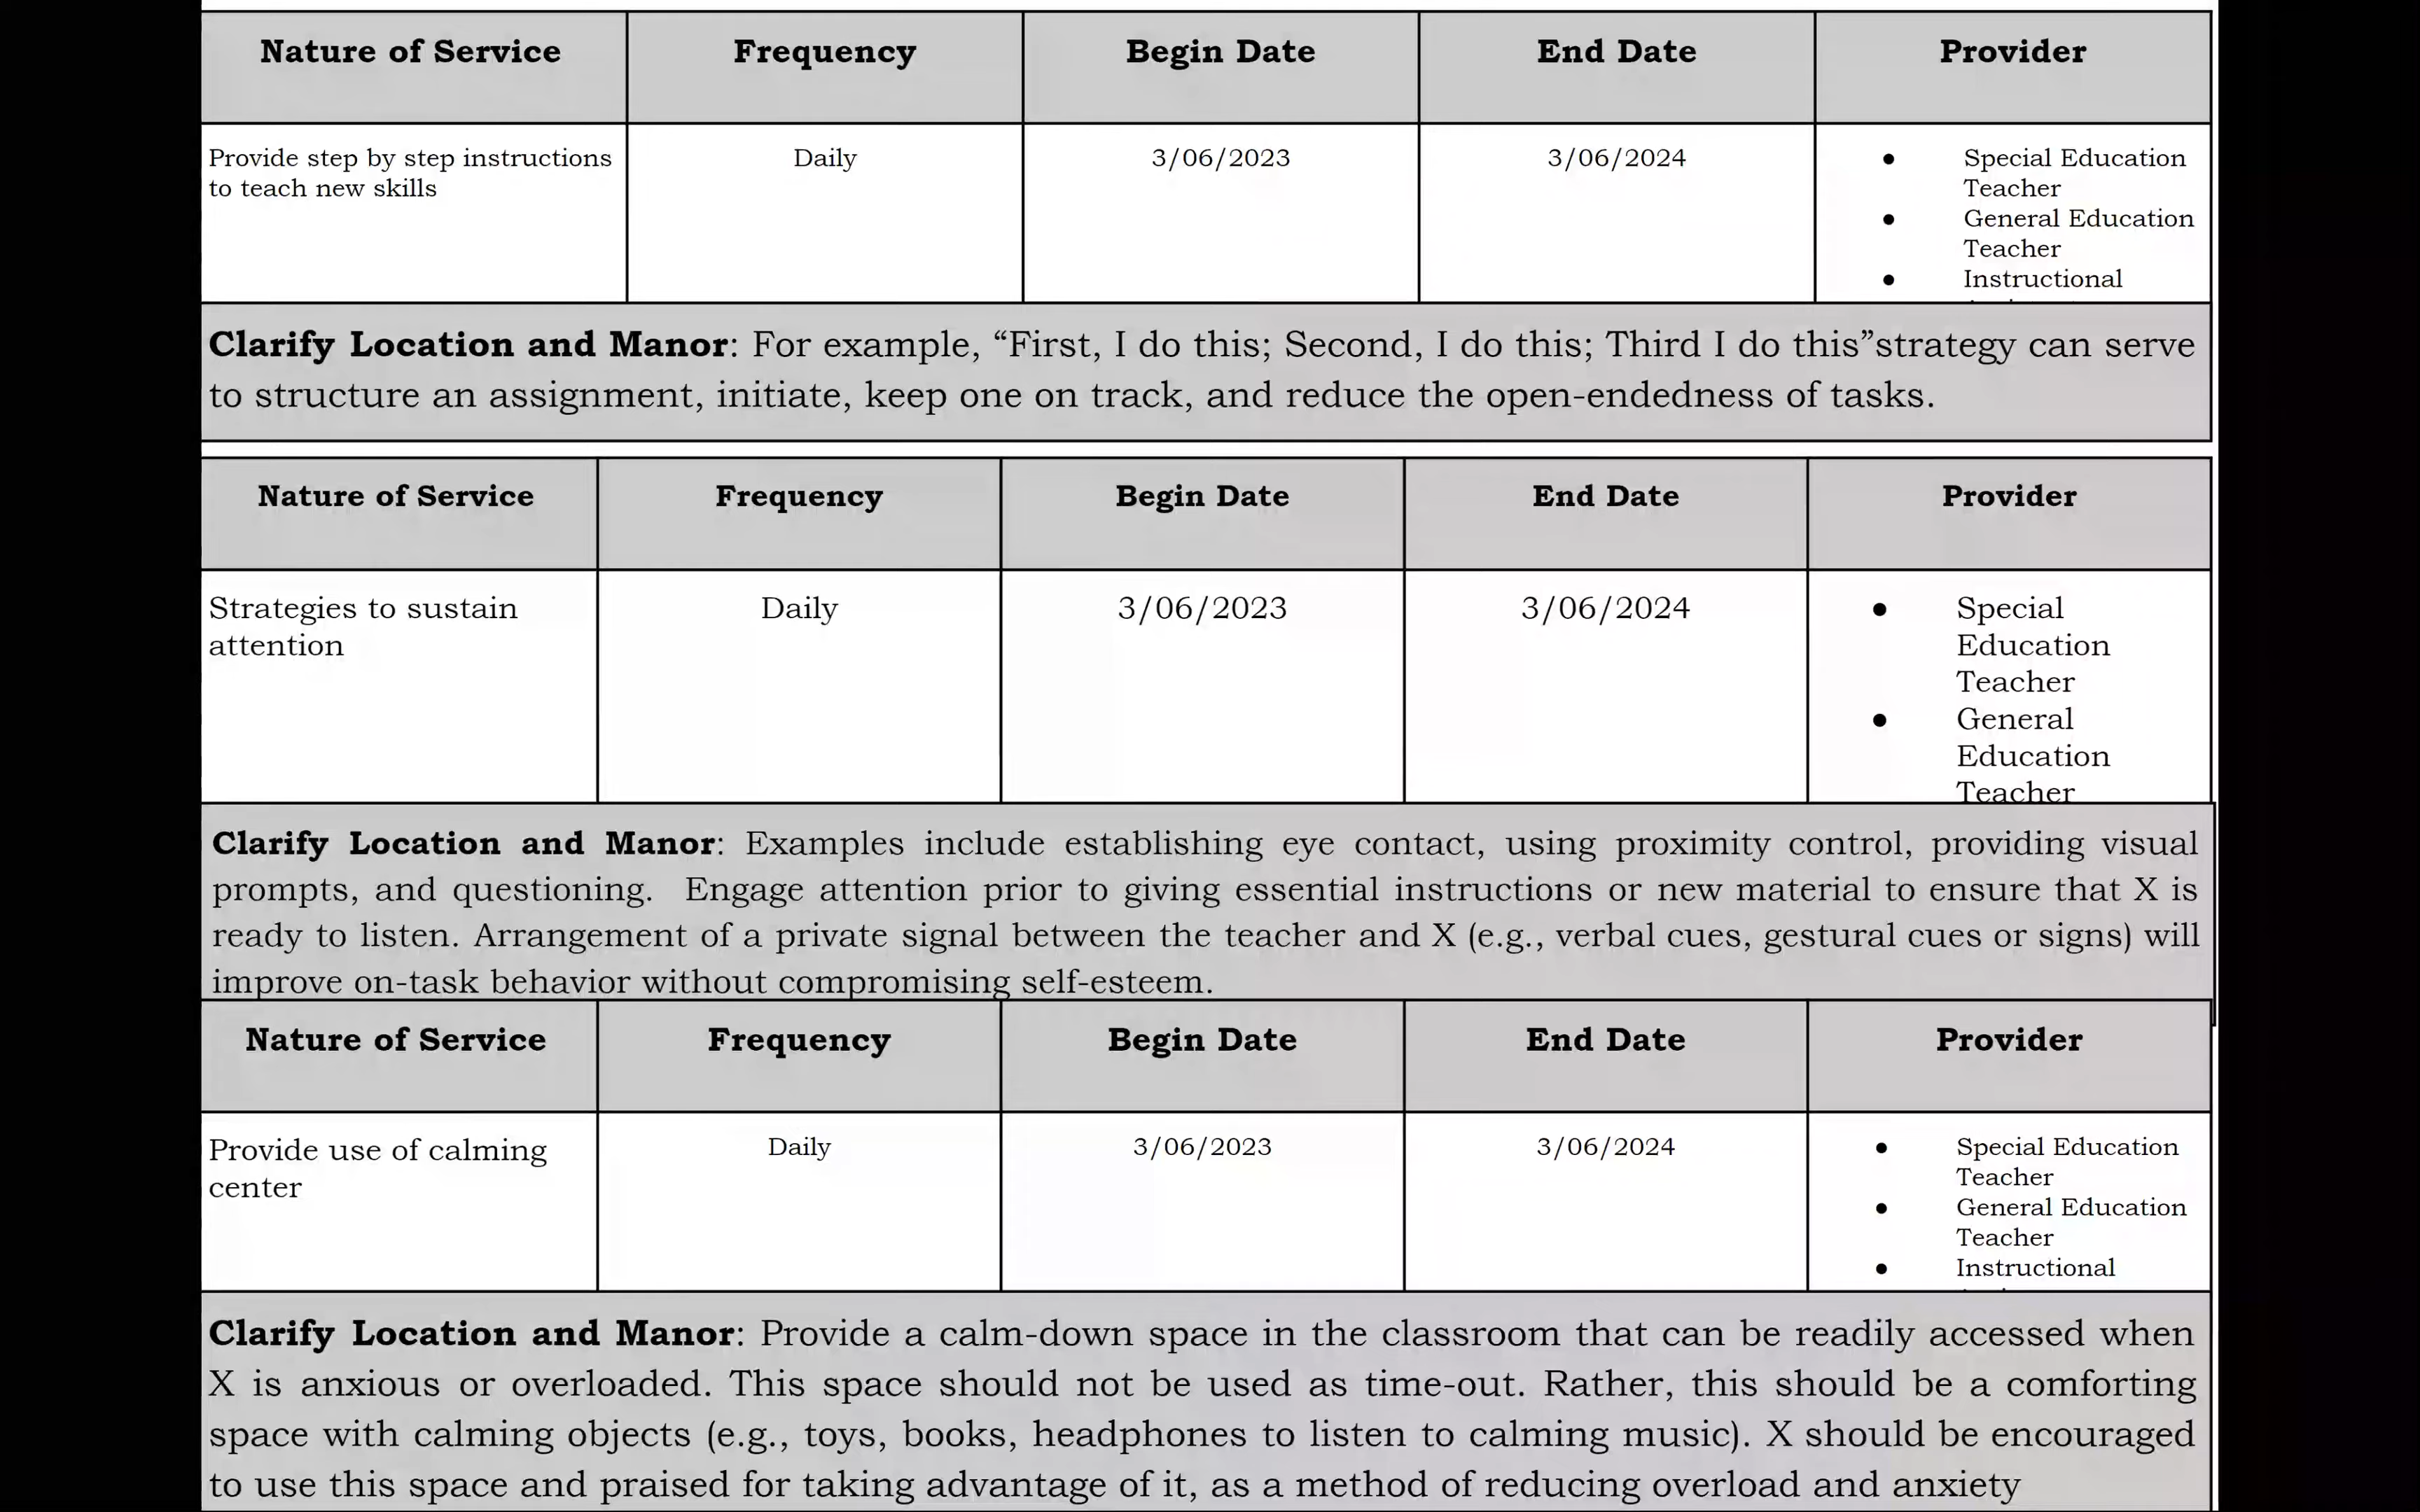 Nature of Service Frequency Begin Date End Date Provider
Provide step by step instructions
to teach new skills
Daily
3/06/2023
3/06/2024
● Special Education
Teacher
● General Education
Teacher
● Instructional
Clarify Location and Manor: For example, “First, I do this; Second, I do this; Third I do this”strategy can serve
to structure an assignment, initiate, keep one on track, and reduce the open-endedness of tasks.
Nature of Service Frequency Begin Date End Date Provider
Strategies to sustain
attention
Daily
3/06/2023
3/06/2024
● Special
Education
Teacher
● General
Education
Teacher
Clarify Location and Manor: Examples include establishing eye contact, using proximity control, providing visual
prompts, and questioning. Engage attention prior to giving essential instructions or new material to ensure that X is
ready to listen. Arrangement of a private signal between the teacher and X (e.g., verbal cues, gestural cues or signs) will
improve on-task behavior without compromising self-esteem.
Nature of Service Frequency Begin Date End Date Provider
Provide use of calming
center
Daily
3/06/2023
3/06/2024
● Special Education
Teacher
● General Education
Teacher
● Instructional
Clarify Location and Manor: Provide a calm-down space in the classroom that can be readily accessed when
X is anxious or overloaded. This space should not be used as time-out. Rather, this should be a comforting
space with calming objects (e.g., toys, books, headphones to listen to calming music). X should be encouraged
to use this space and praised for taking advantage of it, as a method of reducing overload and anxiety